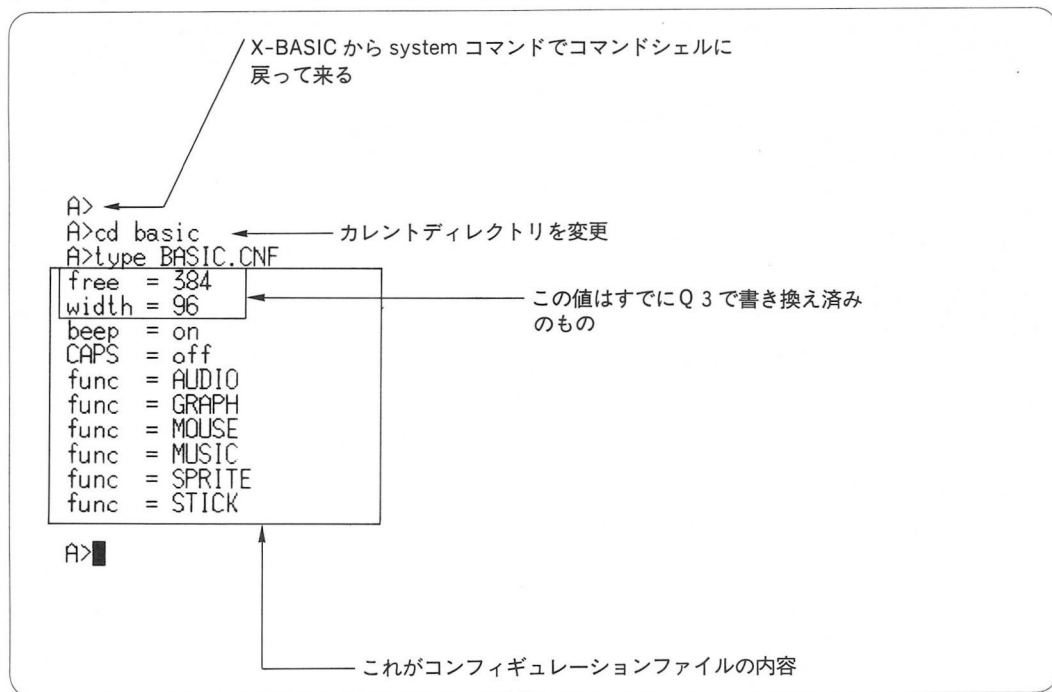 X-BASIC から system コマンドでコマンドシェルに
戻って来る
A>
A>cd basic
カレントディレクトリを変更
A>type BASIC.CNF
free = 384
width = 96
この値はすでにQ 3 で書き換え済み
のもの
beep = on
CAPS = off
func = AUDIO
func = GRAPH
func = MOUSE
func = MUSIC
func = SPRITE
func = STICK
A>
これがコンフィギュレーションファイルの内容